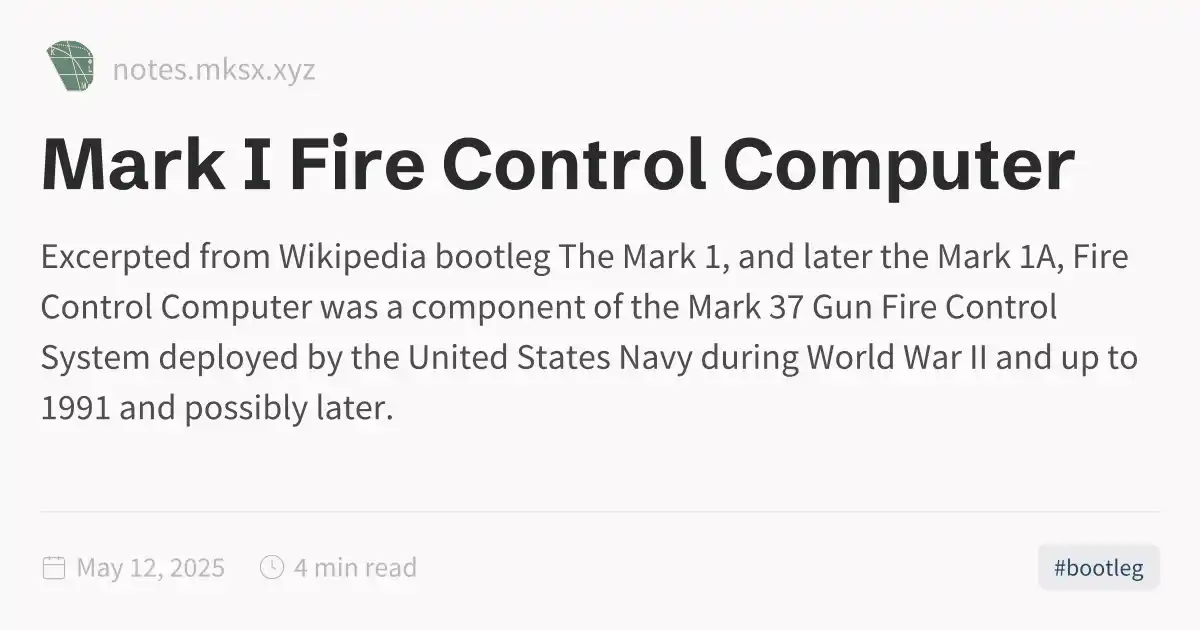 notes.mksx.xyz
Mark I Fire Control Computer
Excerpted from Wikipedia bootleg The Mark 1, and later the Mark 1A, Fire
Control Computer was a component of the Mark 37 Gun Fire Control
System deployed by the United States Navy during World War II and up to
1991 and possibly later.
May 12, 2025
4 min read
#bootleg